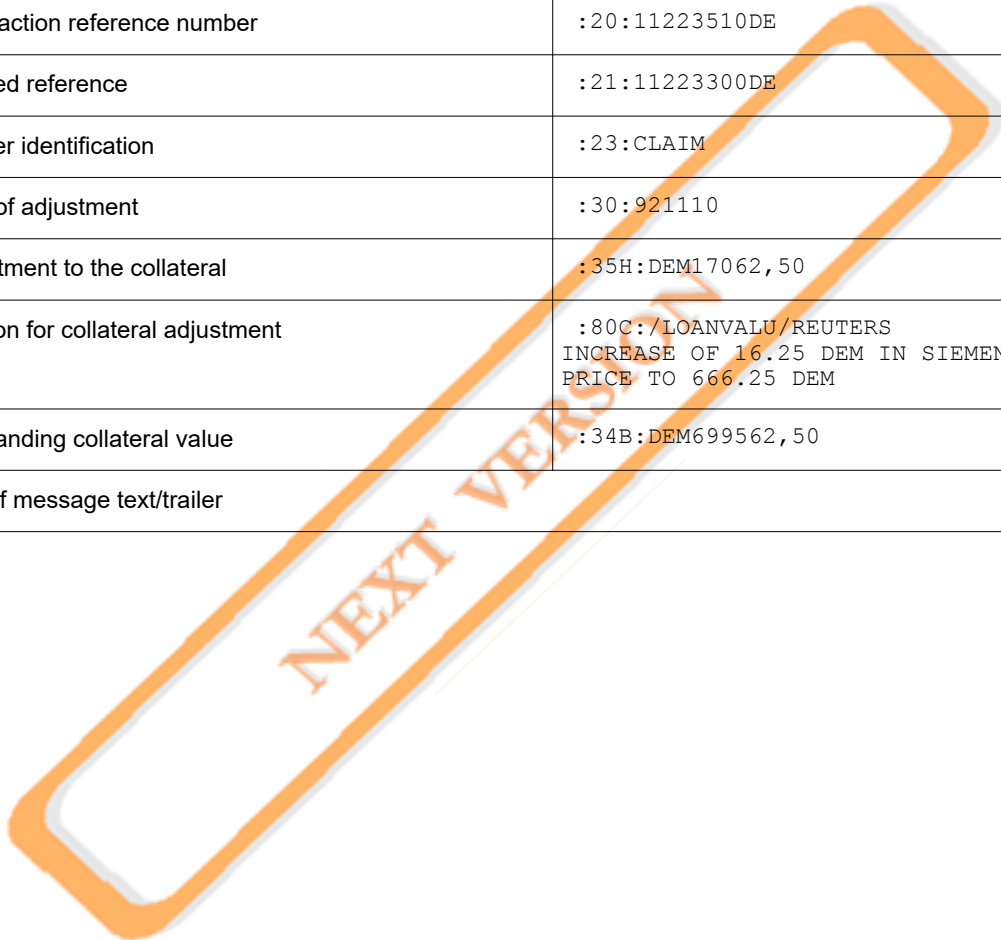 action reference number :20:11223510DE
ed reference :21:11223300DE
er identification :23:CLAIM
of adjustment :30:921110
tment to the collateral :35H:DEM17062,50
on for collateral adjustment :80C:/LOANVALU/REUTERS
INCREASE OF 16.25 DEM IN SIEMEN
PRICE TO 666.25 DEM
anding collateral value :34B:DEM699562,50
f message text/trailer
NEXT VERSION